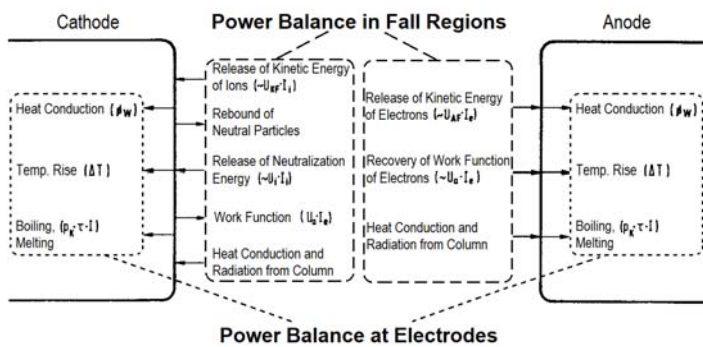 Cathode
Power Balance in Fall Regions
Anode
Heat Conduction (ϕ_W)
Temp. Rise (ΔT)
Boiling, (p_K·τ·I)
Melting
Release of Kinetic Energy
of Ions (~U_KF·I_i)
Rebound of
Neutral Particles
Release of Neutralization
Energy (~U_i·I_i)
Work Function (U_a·I_e)
Heat Conduction and
Radiation from Column
Release of Kinetic Energy
of Electrons (~U_AF·I_e)
Recovery of Work Function
of Electrons (~U_a·I_e)
Heat Conduction and
Radiation from Column
Heat Conduction (ϕ_W)
Temp. Rise (ΔT)
Boiling, (p_K·τ·I)
Melting
Power Balance at Electrodes